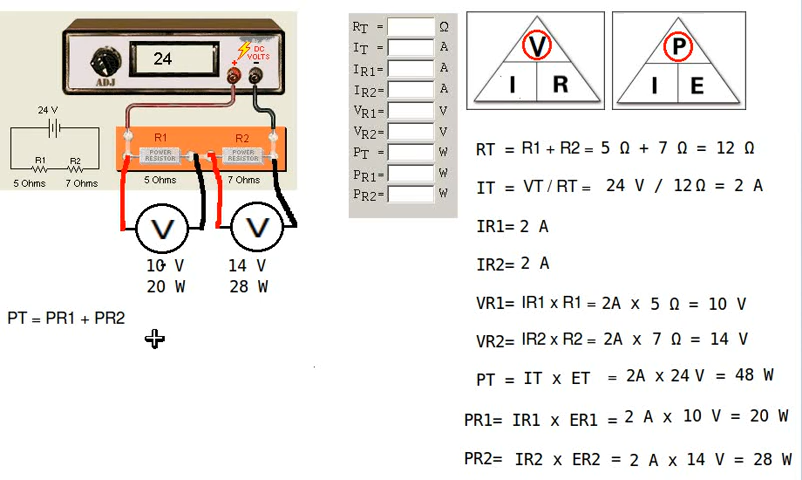 24
DC
VOLTS
+ -
ADJ
24 V
R1 R2
5 Ohms 7 Ohms
R1 R2
POWER RESISTOR POWER RESISTOR
5 Ohms 7 Ohms
V V
10 V 14 V
20 W 28 W
PT = PR1 + PR2
RT = Ω
IT = A
IR1= A
IR2= A
VR1= V
VR2= V
PT = W
PR1= W
PR2= W
V
I R
P
I E
RT = R1 + R2 = 5 Ω + 7 Ω = 12 Ω
IT = VT / RT = 24 V / 12Ω = 2 A
IR1= 2 A
IR2= 2 A
VR1= IR1 x R1 = 2A x 5 Ω = 10 V
VR2= IR2 x R2 = 2A x 7 Ω = 14 V
PT = IT x ET = 2A x 24 V = 48 W
PR1= IR1 x ER1 = 2 A x 10 V = 20 W
PR2= IR2 x ER2 = 2 A x 14 V = 28 W